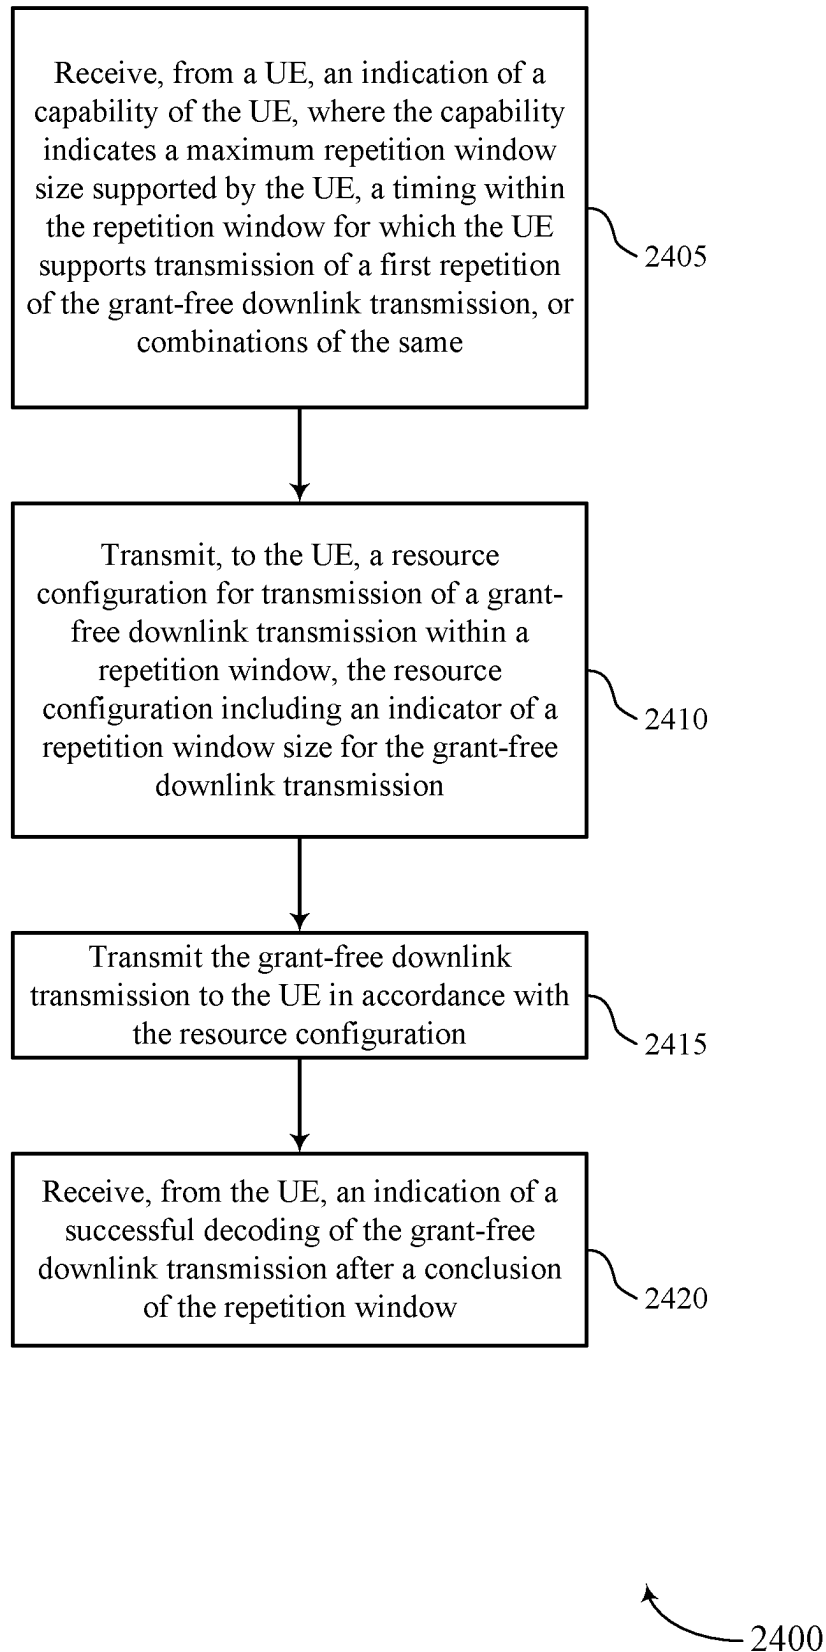 Receive, from a UE, an indication of a
capability of the UE, where the capability
indicates a maximum repetition window
size supported by the UE, a timing within
the repetition window for which the UE
supports transmission of a first repetition
of the grant-free downlink transmission, or
combinations of the same
2405
Transmit, to the UE, a resource
configuration for transmission of a grant-
free downlink transmission within a
repetition window, the resource
configuration including an indicator of a
repetition window size for the grant-free
downlink transmission
2410
Transmit the grant-free downlink
transmission to the UE in accordance with
the resource configuration
2415
Receive, from the UE, an indication of a
successful decoding of the grant-free
downlink transmission after a conclusion
of the repetition window
2420
2400